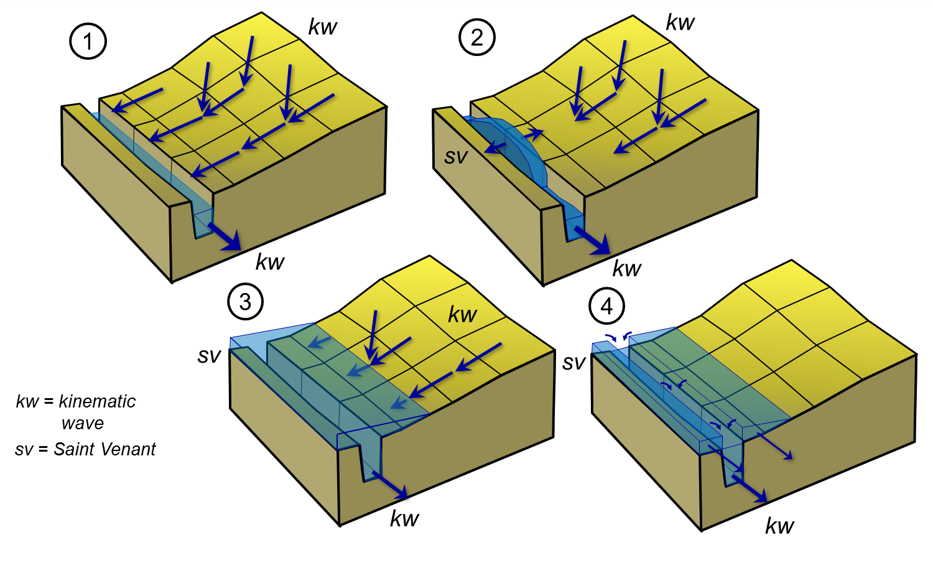 1
kw
2
kw
sv
kw
kw
3
4
kw
sv
sv
kw = kinematic
wave
sv = Saint Venant
kw
kw